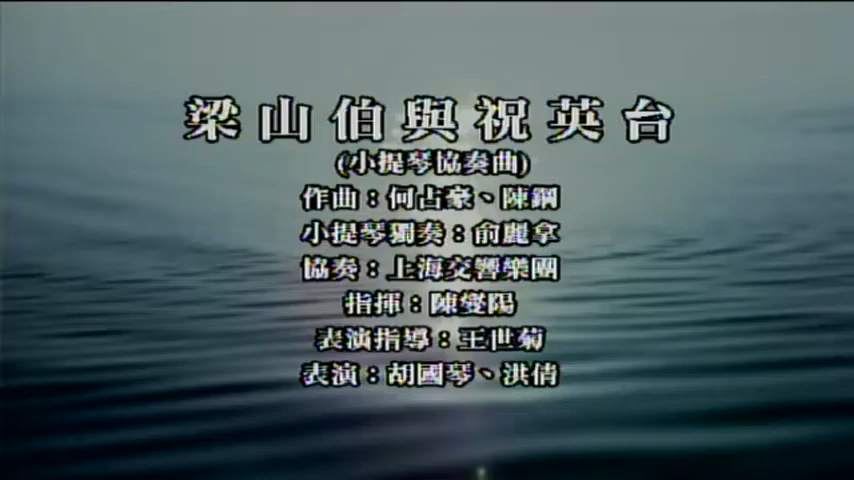 梁山伯與祝英台
(小提琴協奏曲)
作曲：何占豪、陳鋼
小提琴獨奏：俞麗拿
協奏：上海交響樂團
指揮：陳燮陽
表演指導：王世菊
表演：胡國琴、洪倩